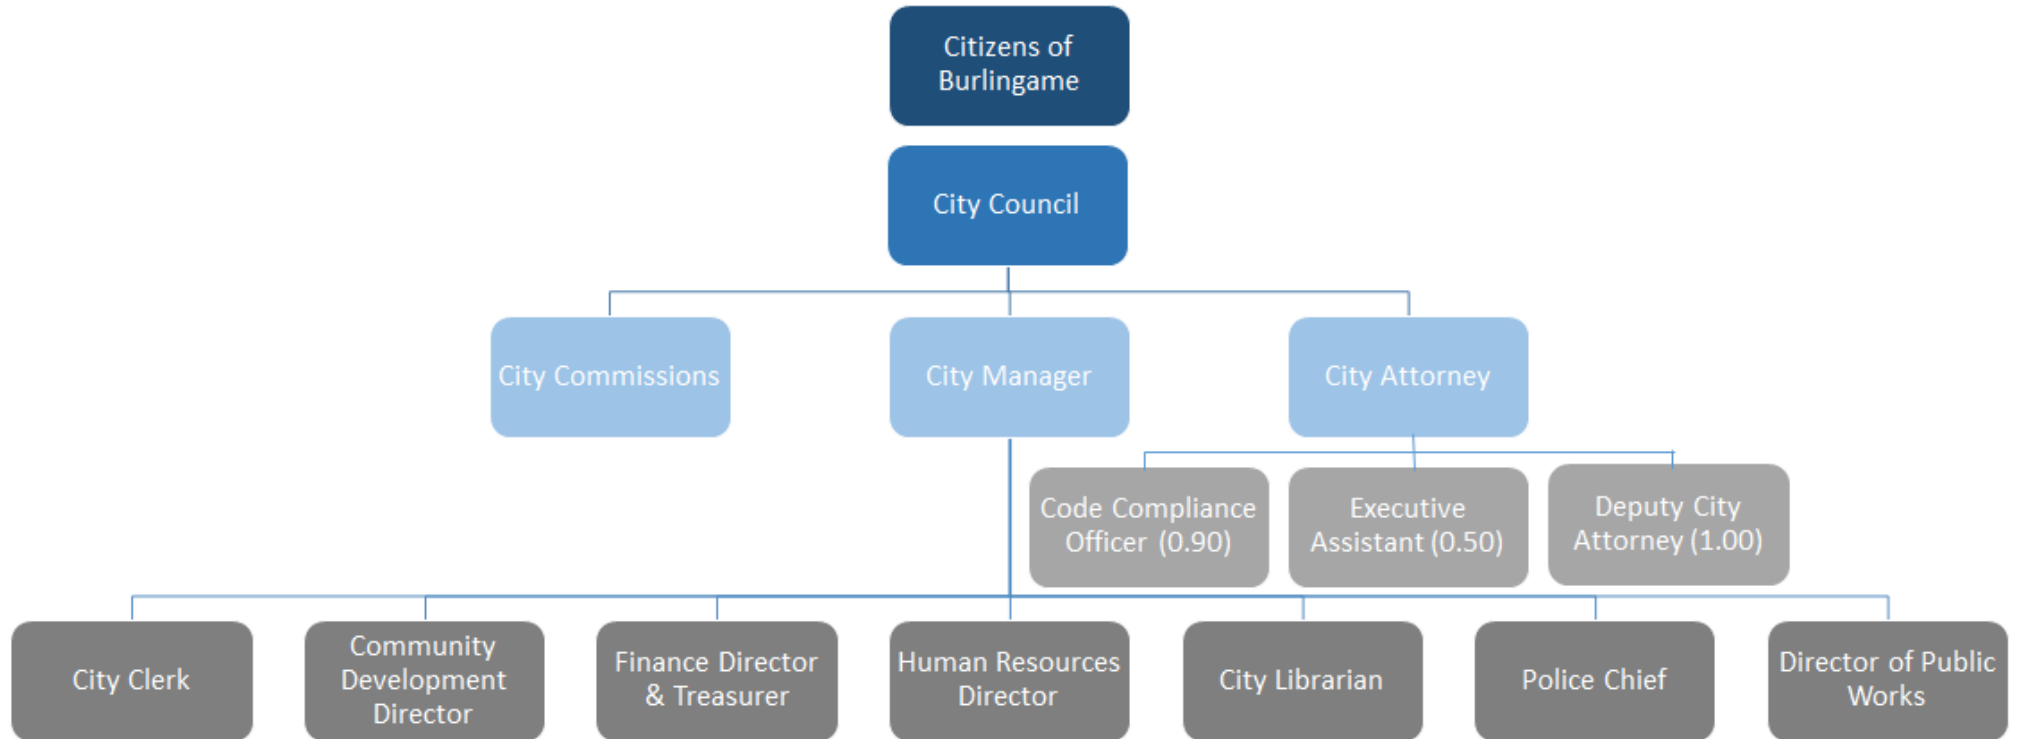 Citizens of
Burlingame
City Council
City Commissions
City Manager
City Attorney
Code Compliance
Officer (0.90)
Executive
Assistant (0.50)
Deputy City
Attorney (1.00)
City Clerk
Community
Development
Director
Finance Director
& Treasurer
Human Resources
Director
City Librarian
Police Chief
Director of Public
Works